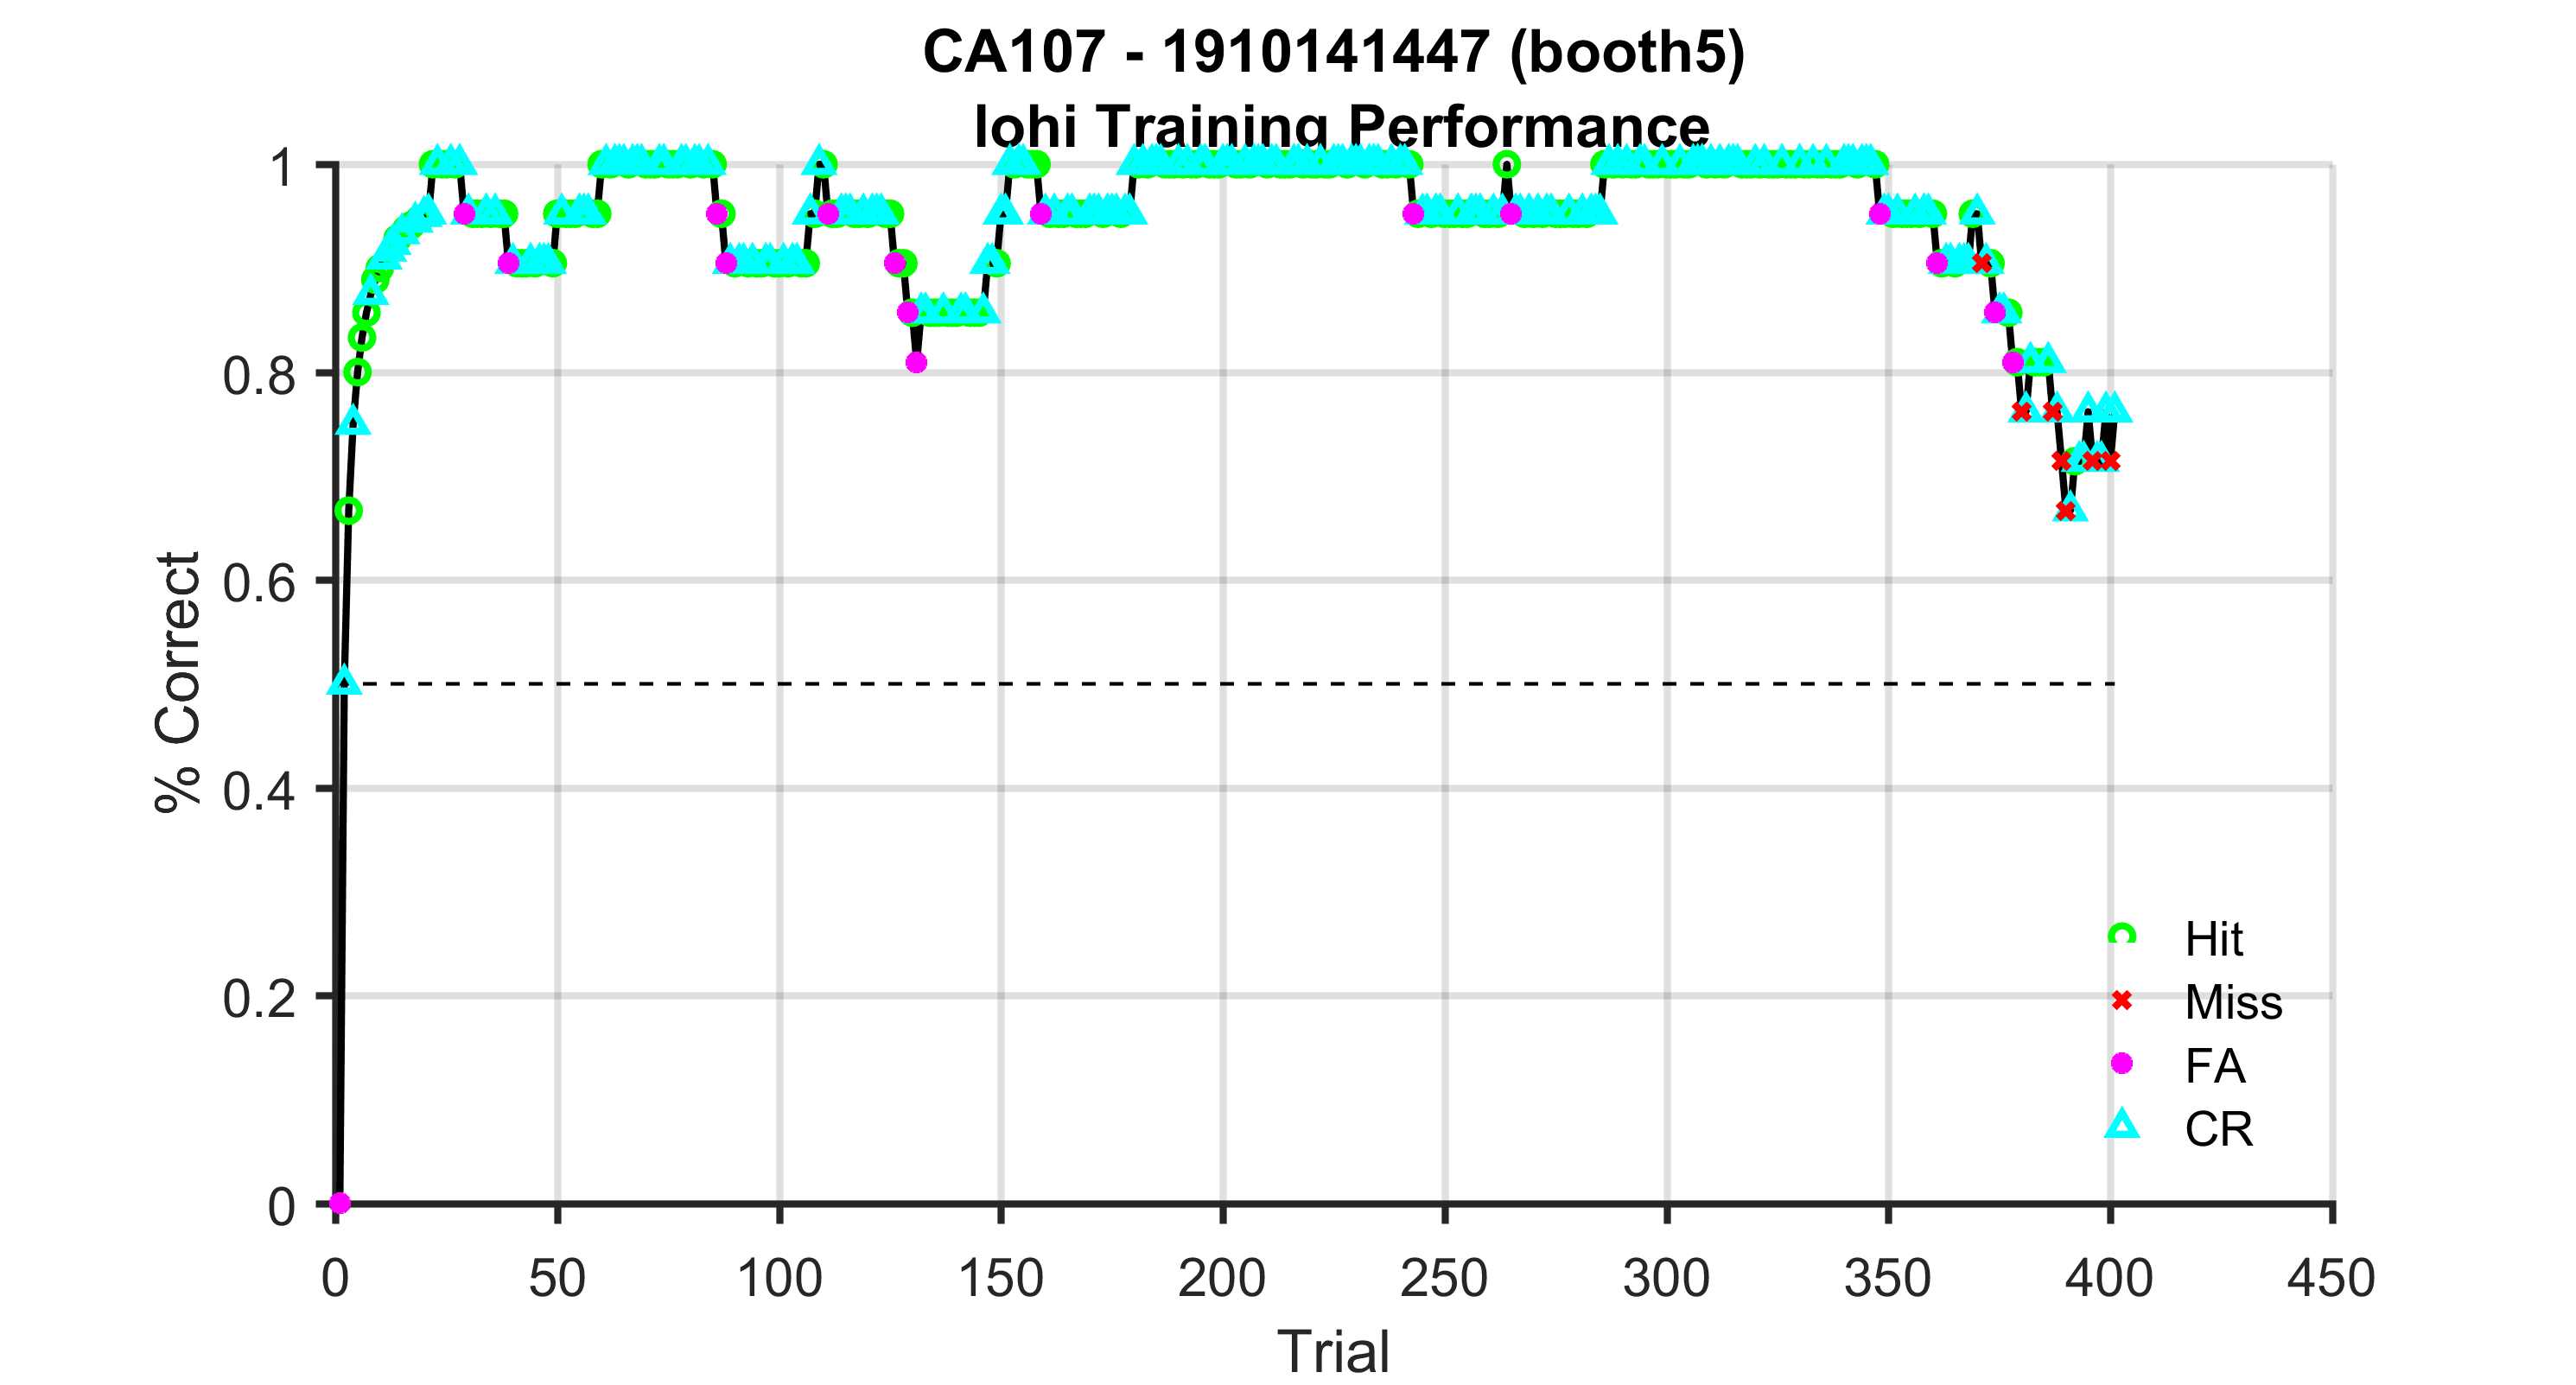 CA107 - 1910141447 (booth5)
lohi Training Performance
1
0.8
0.6
0.4
0.2
0
% Correct
0 50 100 150 200 250 300 350 400 450
Trial
Hit
Miss
FA
CR